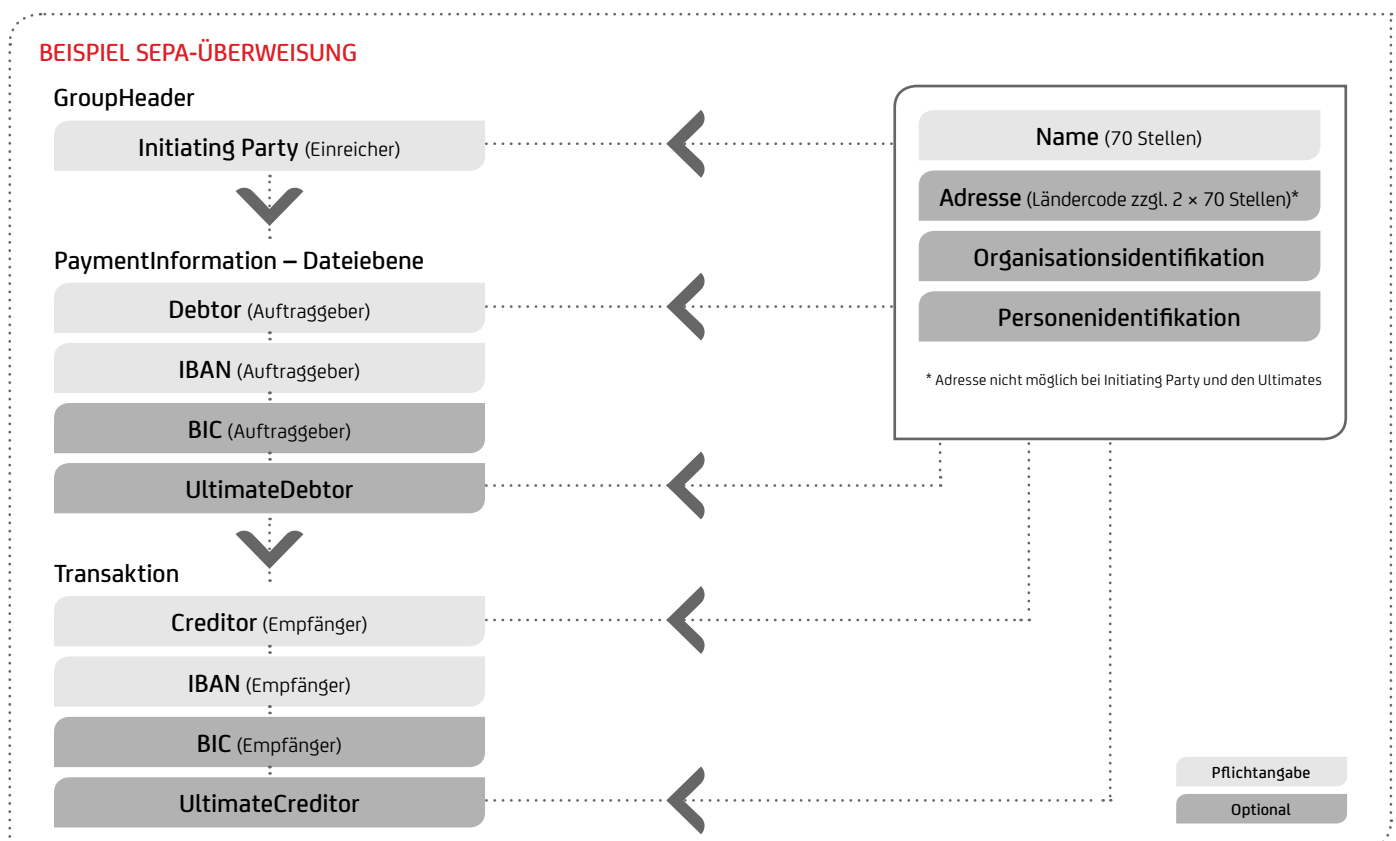 BEISPIEL SEPA-ÜBERWEISUNG
GroupHeader
Initiating Party (Einreicher)
PaymentInformation – Dateiebene
Debtor (Auftraggeber)
IBAN (Auftraggeber)
BIC (Auftraggeber)
UltimateDebtor
Transaktion
Creditor (Empfänger)
IBAN (Empfänger)
BIC (Empfänger)
UltimateCreditor
Name (70 Stellen)
Adresse (Ländercode zzgl. 2 × 70 Stellen)*
Organisationsidentifikation
Personenidentifikation
* Adresse nicht möglich bei Initiating Party und den Ultimates
Pflichtangabe
Optional